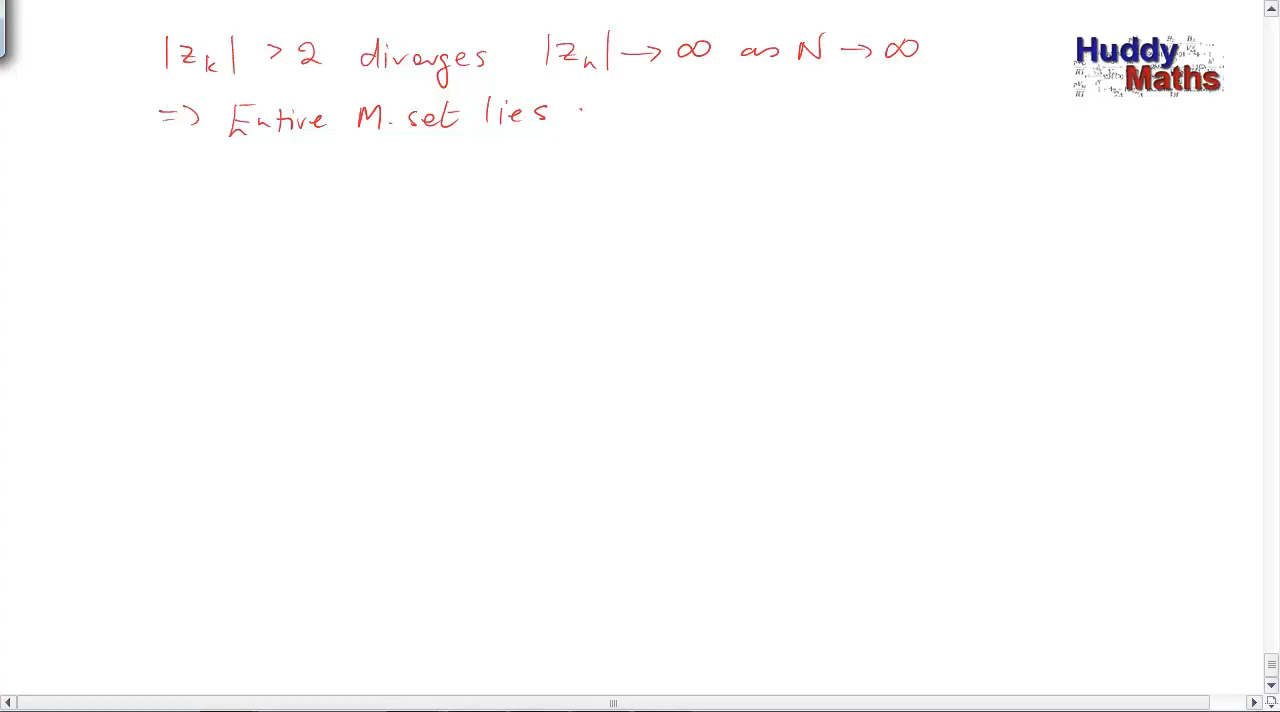 |z_k| > 2 diverges |z_n| → ∞ as N → ∞
=> Entire M. set lies
Huddy
Maths